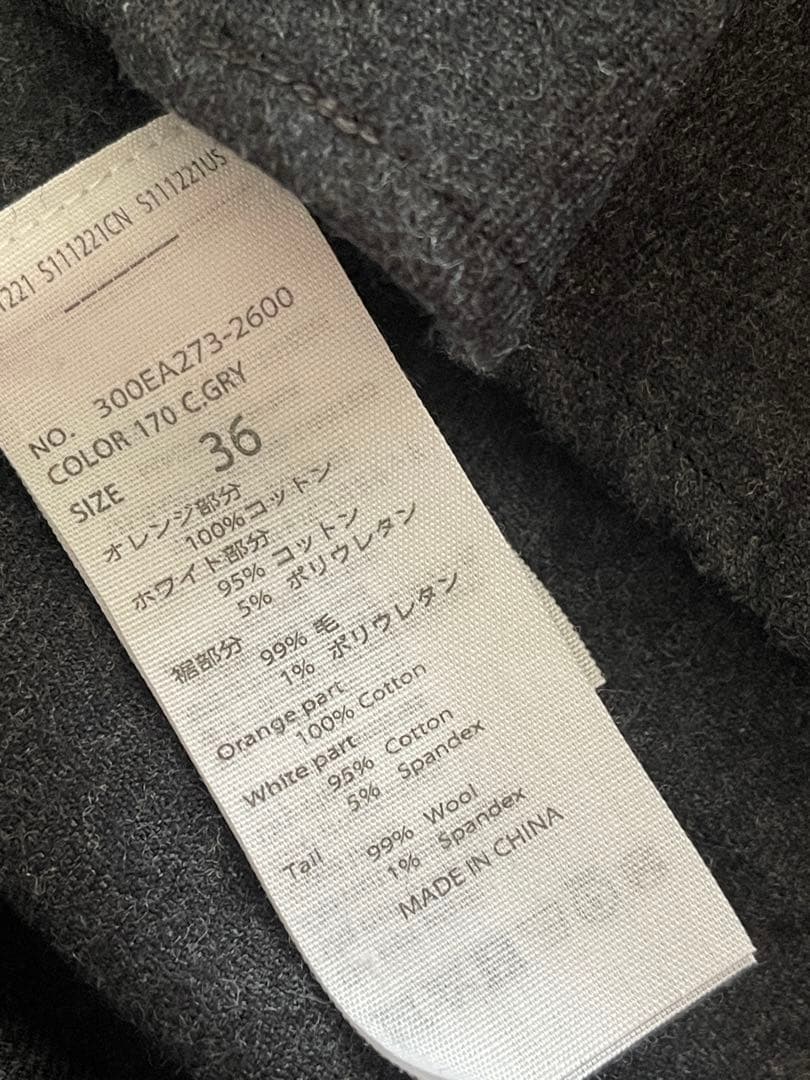 221 S111221CN S111221US
NO. 300EA273-2600
COLOR 170 C.GRY
SIZE 36
オレンジ部分
100%コットン
ホワイト部分
95% コットン
5% ポリウレタン
裾部分 99% 毛
1% ポリウレタン
Orange part
100% Cotton
White part
95% Cotton
5% Spandex
Tail 99% Wool
1% Spandex
MADE IN CHINA